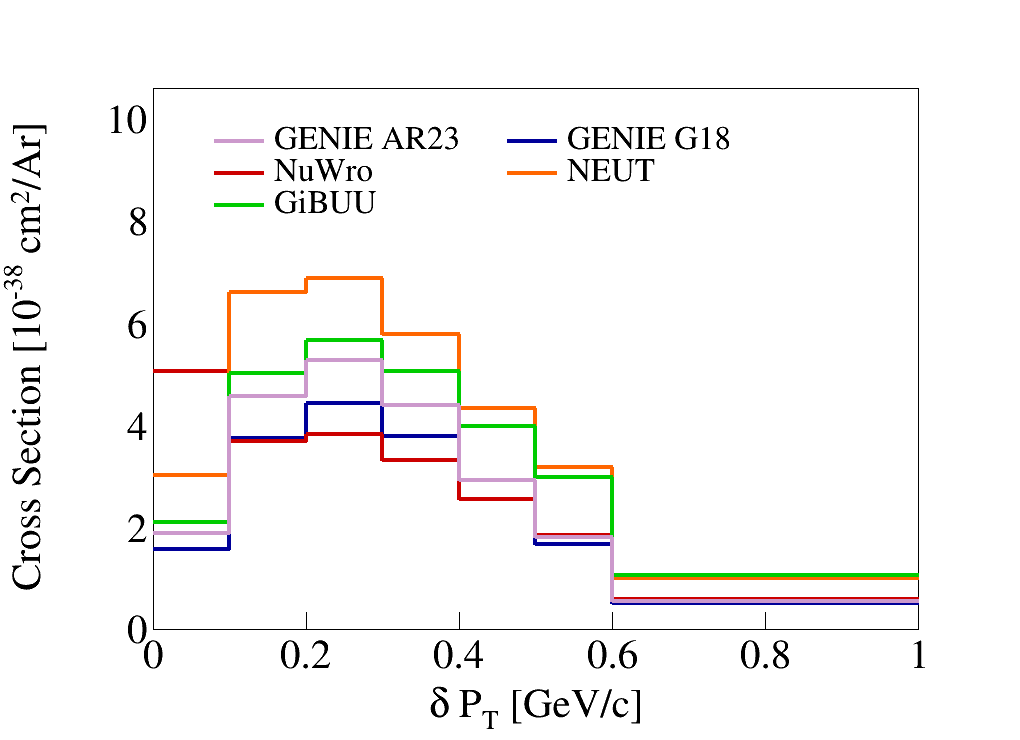 GENIE AR23
GENIE G18
NuWro
NEUT
GiBUU
Cross Section [10⁻³⁸ cm²/Ar]
10
8
6
4
2
0
0 0.2 0.4 0.6 0.8 1
δ P_T [GeV/c]